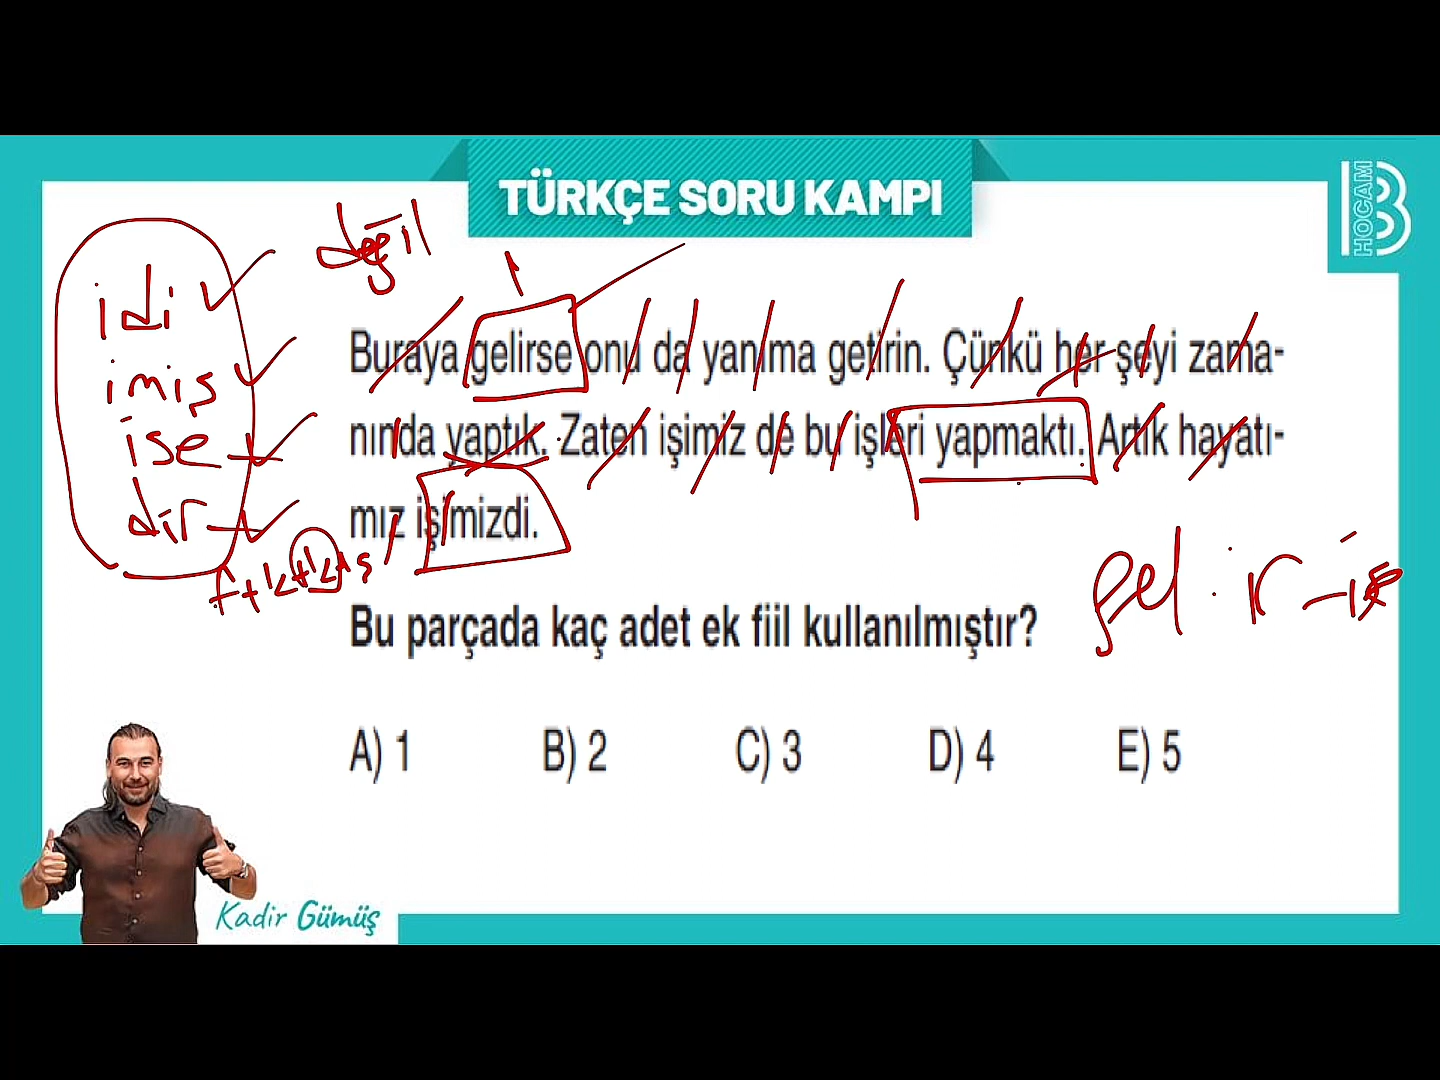 TÜRKÇE SORU KAMPI
HOCAM
değil
idi
imiş
ise
dir
Buraya gelirse onu da yanıma getirin. Çünkü her şeyi zama-
nında yaptık. Zaten işimiz de bu işleri yapmaktı. Artık hayatı-
mız işimizdi.
Bu parçada kaç adet ek fiil kullanılmıştır?
A) 1 B) 2 C) 3 D) 4 E) 5
Kadir Gümüş